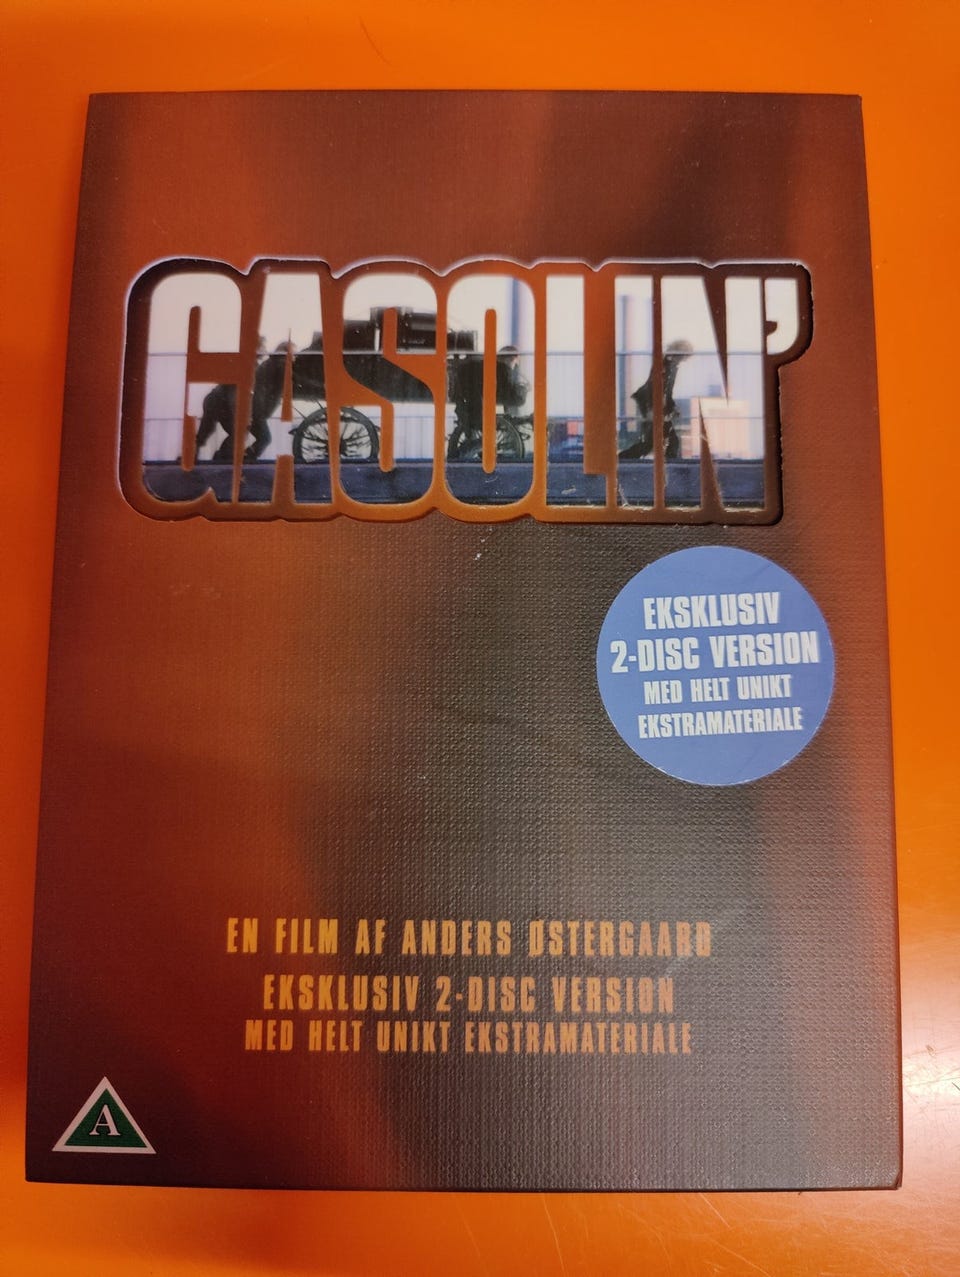 GASOLIN'
EKSKLUSIV
2-DISC VERSION
MED HELT UNIKT
EKSTRAMATERIALE
EN FILM AF ANDERS ØSTERGAARD
EKSKLUSIV 2-DISC VERSION
MED HELT UNIKT EKSTRAMATERIALE
A